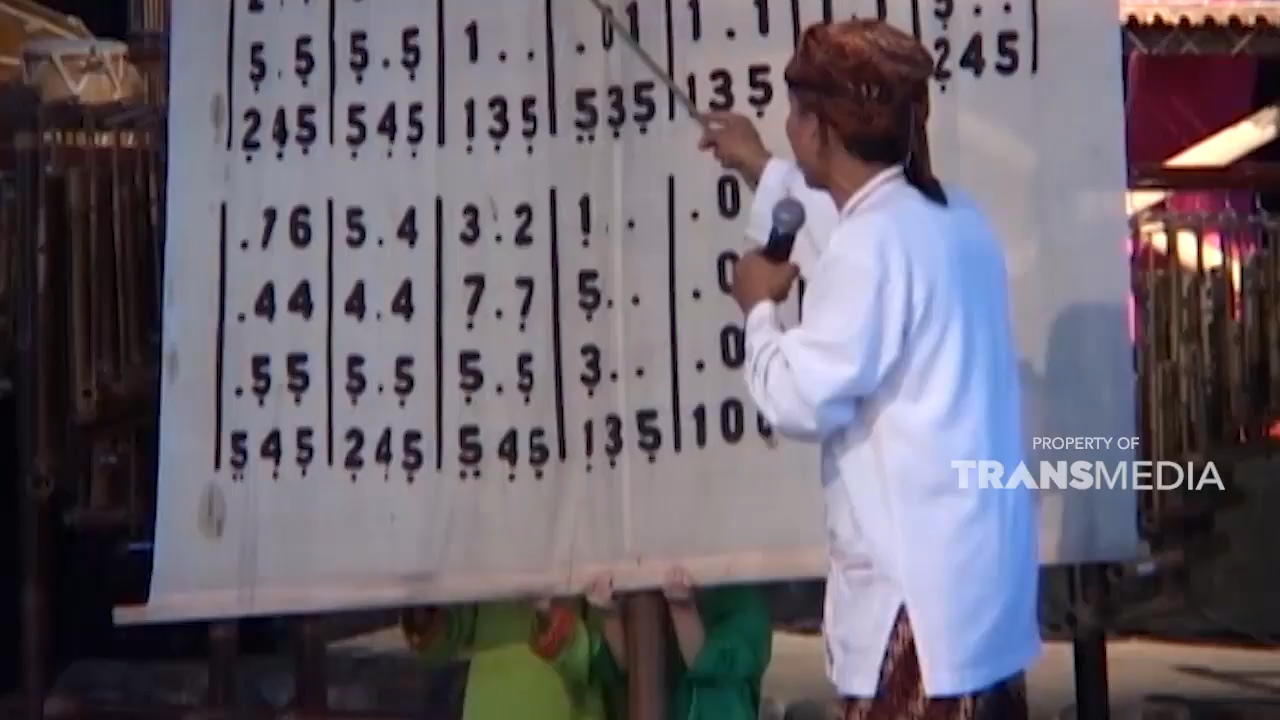 5 . 5 | 5 . 5 | 1 . . | . 01 | 1 . 1 | 5 . .
245 | 545 | 135 | 535 | 135 | 245
| .76 | 5.4 | 3.2 | 1 . . | . 0
| .44 | 4.4 | 7.7 | 5 . . | . 0
| .55 | 5.5 | 5.5 | 3 . . | . 0
| 545 | 245 | 545 | 135 | 10
PROPERTY OF
TRANSMEDIA